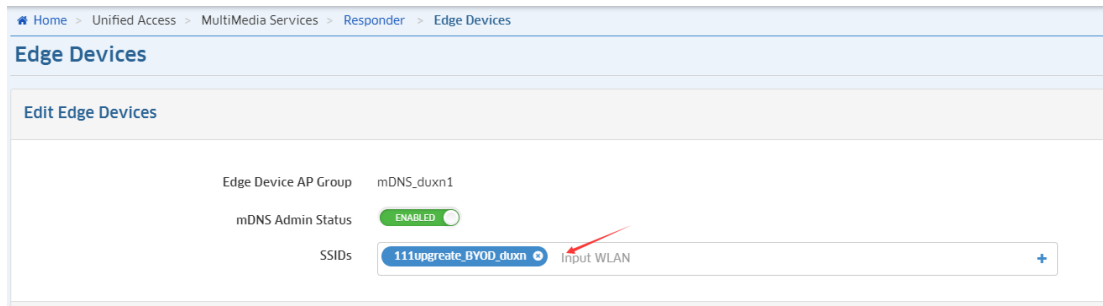 Home > Unified Access > MultiMedia Services > Responder > Edge Devices
Edge Devices
Edit Edge Devices
Edge Device AP Group mDNS_duxn1
mDNS Admin Status ENABLED
SSIDs 111upgreate_BYOD_duxn Input WLAN +